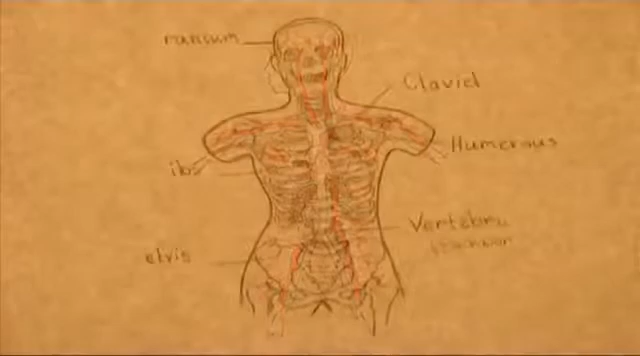 ranium
Clavicl
Humerous
ibs
Vertebra
elvis